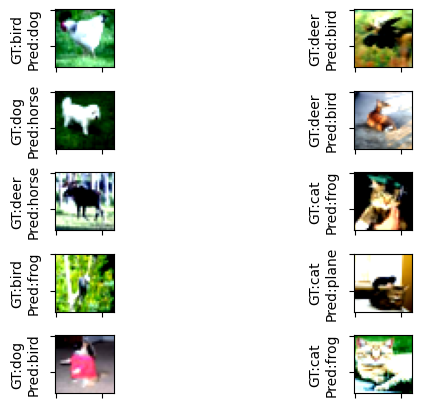 GT:bird
Pred:dog
GT:deer
Pred:bird
GT:dog
Pred:horse
GT:deer
Pred:bird
GT:deer
Pred:horse
GT:cat
Pred:frog
GT:bird
Pred:frog
GT:cat
Pred:plane
GT:dog
Pred:bird
GT:cat
Pred:frog